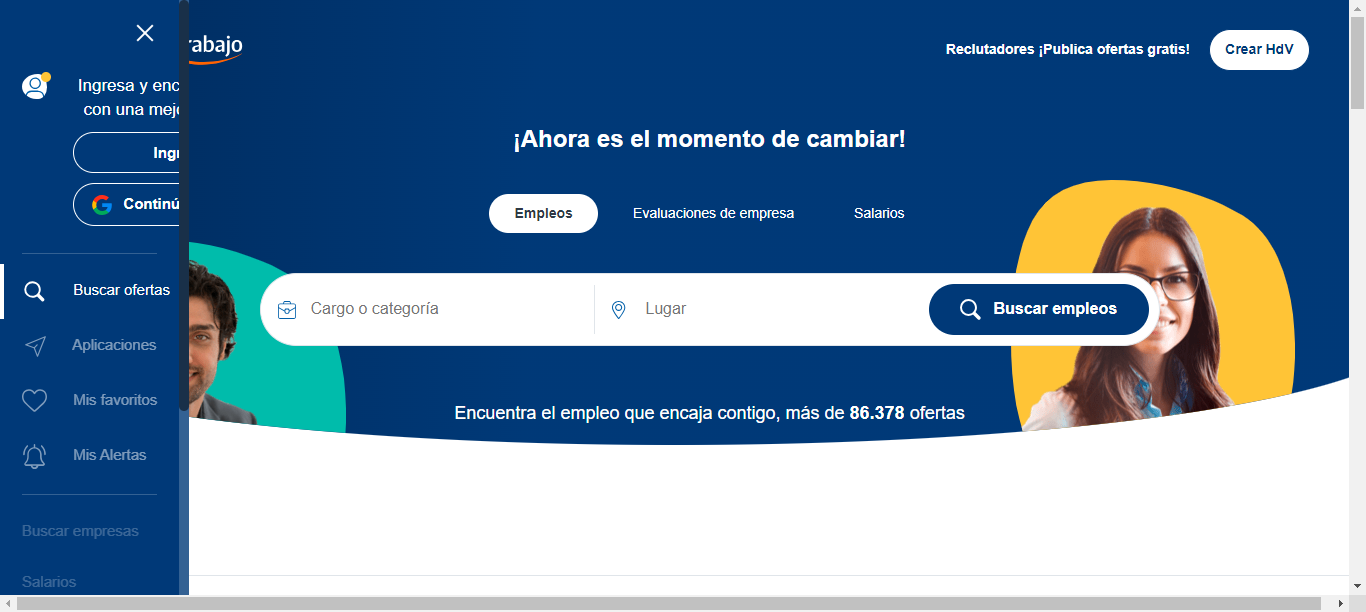 rabajo
Reclutadores ¡Publica ofertas gratis!
Crear HdV
Ingresa y enc
con una mejo
Ingr
Continú
Buscar ofertas
Aplicaciones
Mis favoritos
Mis Alertas
Buscar empresas
Salarios
¡Ahora es el momento de cambiar!
Empleos
Evaluaciones de empresa
Salarios
Cargo o categoría
Lugar
Buscar empleos
Encuentra el empleo que encaja contigo, más de 86.378 ofertas